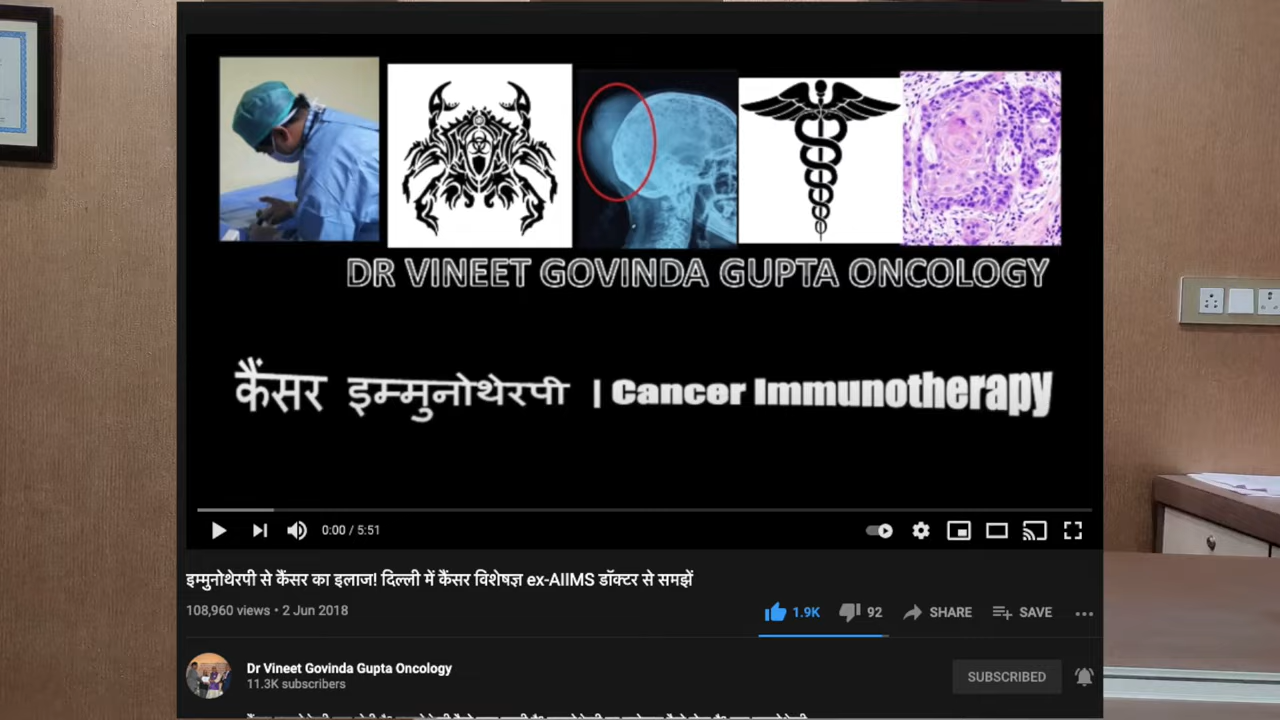 DR VINEET GOVINDA GUPTA ONCOLOGY
कैंसर इम्मुनोथेरपी | Cancer Immunotherapy
0:00 / 5:51
इम्मुनोथेरपी से कैंसर का इलाज! दिल्ली में कैंसर विशेषज्ञ ex-AIIMS डॉक्टर से समझें
108,960 views • 2 Jun 2018
1.9K 92 SHARE SAVE
Dr Vineet Govinda Gupta Oncology
11.3K subscribers
SUBSCRIBED